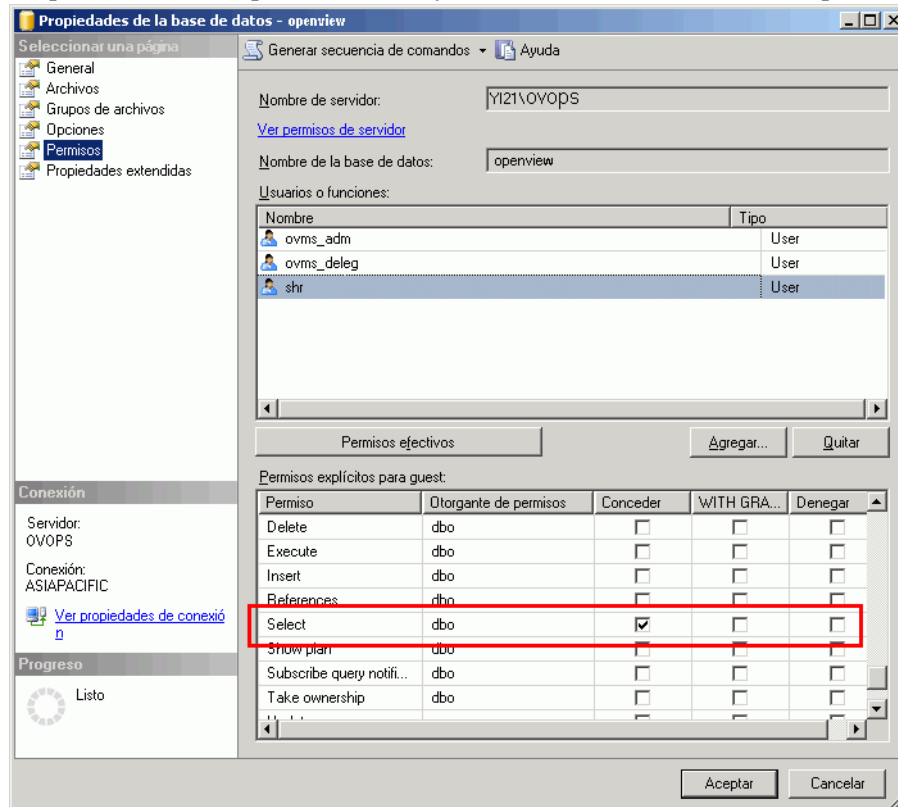 Propiedades de la base de datos - openview
Seleccionar una página
General
Archivos
Grupos de archivos
Opciones
Permisos
Propiedades extendidas
Generar secuencia de comandos Ayuda
Nombre de servidor: YI21\OVOPS
Ver permisos de servidor
Nombre de la base de datos: openview
Usuarios o funciones:
Nombre Tipo
ovms_adm User
ovms_deleg User
shr User
Permisos efectivos Agregar... Quitar
Permisos explícitos para guest:
Permiso Otorgante de permisos Conceder WITH GRA... Denegar
Delete dbo
Execute dbo
Insert dbo
References dbo
Select dbo
Show plan dbo
Subscribe query notifi... dbo
Take ownership dbo
Conexión
Servidor:
OVOPS
Conexión:
ASIAPACIFIC
Ver propiedades de conexió
n
Progreso
Listo
Aceptar Cancelar